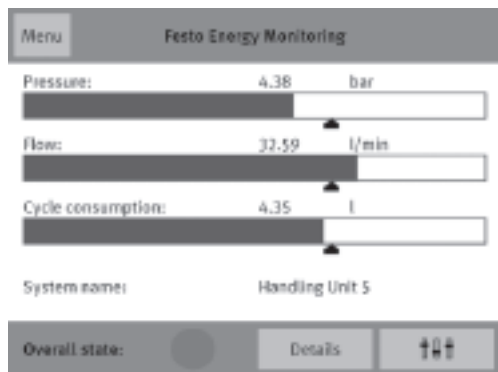 Menu Festo Energy Monitoring
Pressure: 4.38 bar
Flow: 32.59 l/min
Cycle consumption: 4.35 l
System name: Handling Unit 5
Overall state: Details